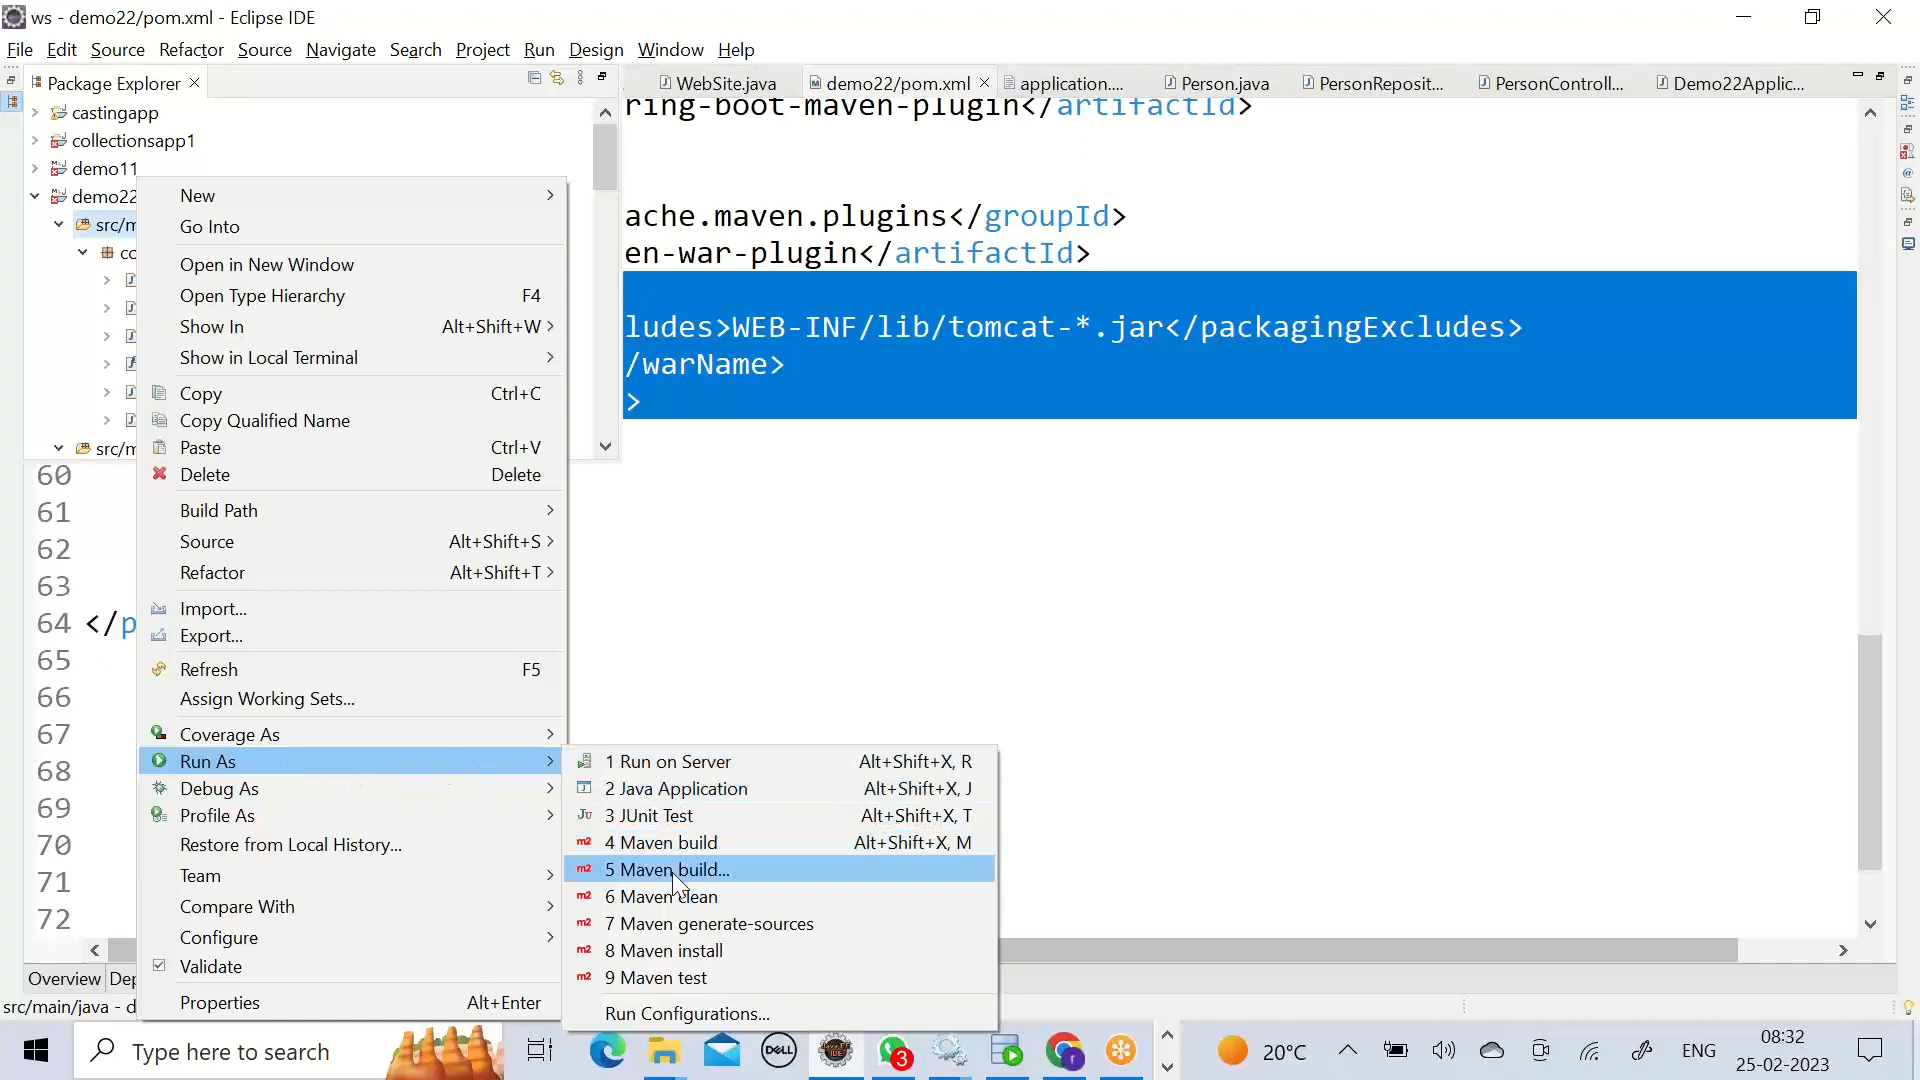 ws - demo22/pom.xml - Eclipse IDE
File Edit Source Refactor Source Navigate Search Project Run Design Window Help
Package Explorer
WebSite.java
demo22/pom.xml
application....
Person.java
PersonReposit...
PersonControll...
Demo22Applic...
castingapp
collectionsapp1
demo11
demo22
src/m
co
src/m
New
Go Into
Open in New Window
Open Type Hierarchy F4
Show In Alt+Shift+W
Show in Local Terminal
Copy Ctrl+C
Copy Qualified Name
Paste Ctrl+V
Delete Delete
Build Path
Source Alt+Shift+S
Refactor Alt+Shift+T
Import...
Export...
Refresh F5
Assign Working Sets...
Coverage As
Run As
Debug As
Profile As
Restore from Local History...
Team
Compare With
Configure
Validate
Properties Alt+Enter
1 Run on Server Alt+Shift+X, R
2 Java Application Alt+Shift+X, J
3 JUnit Test Alt+Shift+X, T
4 Maven build Alt+Shift+X, M
5 Maven build...
6 Maven clean
7 Maven generate-sources
8 Maven install
9 Maven test
Run Configurations...
ring-boot-maven-plugin</artifactId>
ache.maven.plugins</groupId>
en-war-plugin</artifactId>
ludes>WEB-INF/lib/tomcat-*.jar</packagingExcludes>
/warName>
>
60
61
62
63
64 </p
65
66
67
68
69
70
71
72
Overview Dep
src/main/java - d
Type here to search
DELL
3
20°C
ENG
08:32
25-02-2023